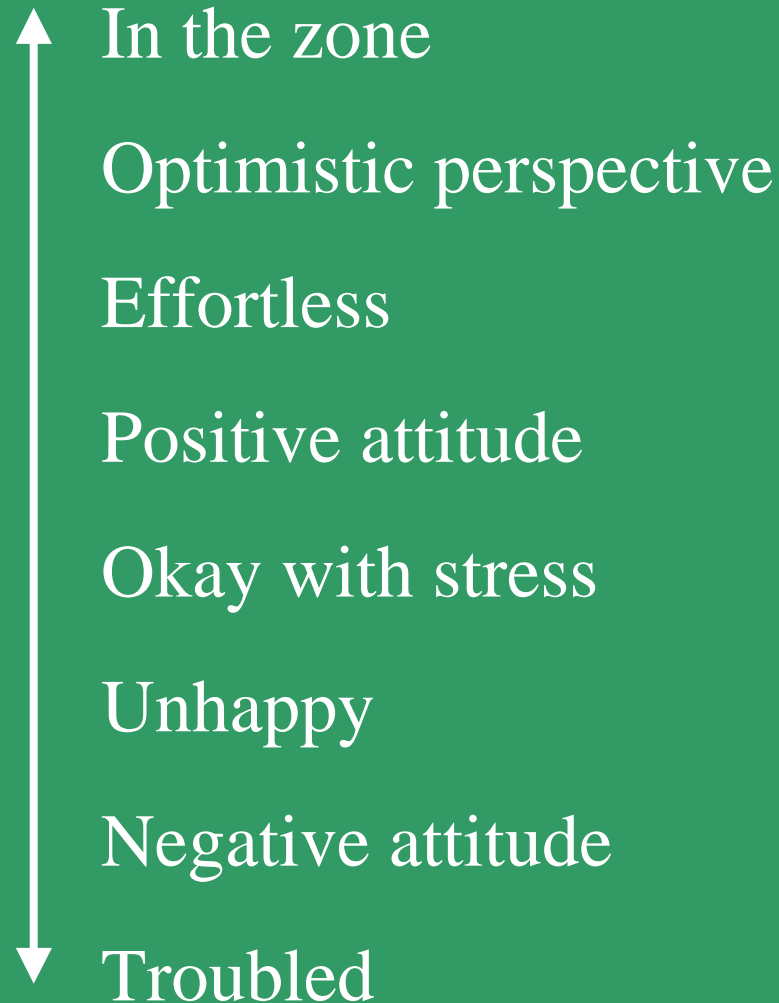 In the zone
Optimistic perspective
Effortless
Positive attitude
Okay with stress
Unhappy
Negative attitude
Troubled